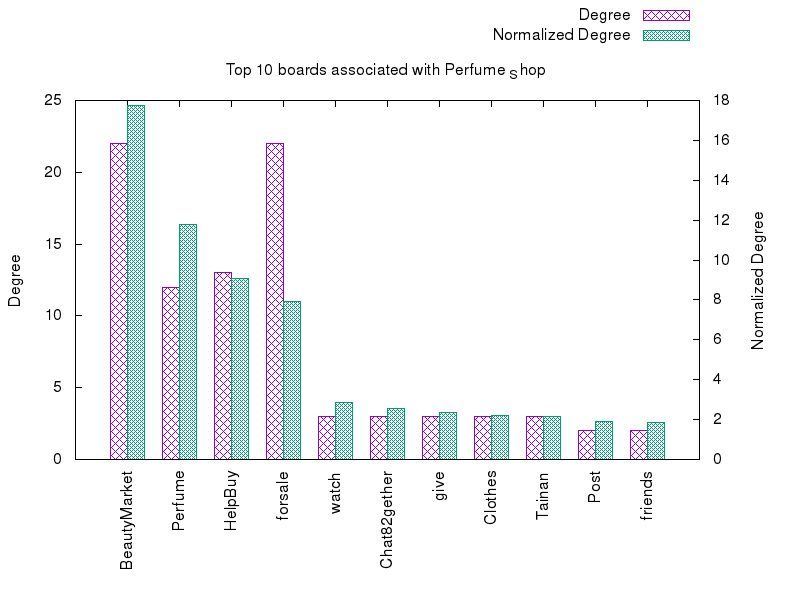 Degree
Normalized Degree
Top 10 boards associated with Perfume Shop
25
20
15
10
5
0
18
16
14
12
10
8
6
4
2
0
Degree
Normalized Degree
BeautyMarket
Perfume
HelpBuy
forsale
watch
Chat82gether
give
Clothes
Tainan
Post
friends